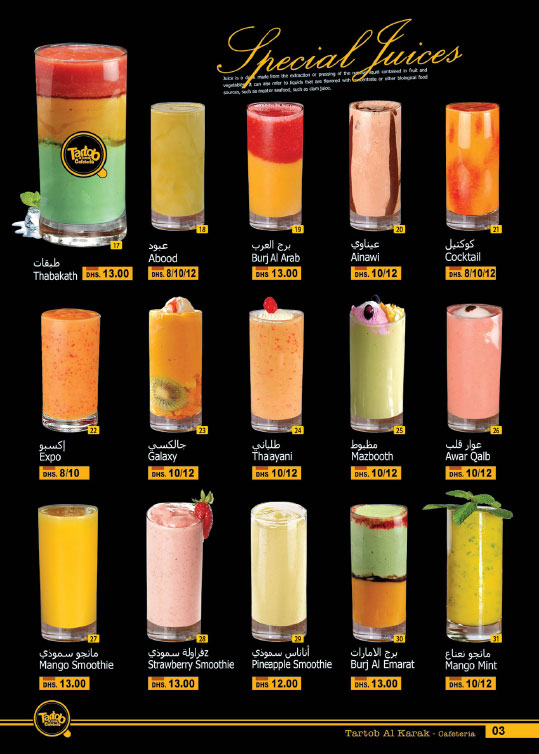 Special Juices
Juice is a drink made from the extraction or pressing of the natural liquid contained in fruit and
vegetables. It can also refer to liquids that are flavored with concentrate or other biological food
sources, such as meat or seafood, such as clam juice.
Tartob
Cafeteria
17
طبقات
Thabakath
DHS. 13.00
18
عبود
Abood
DHS. 8/10/12
19
برج العرب
Burj Al Arab
DHS. 13.00
20
عيناوي
Ainawi
DHS. 10/12
21
كوكتيل
Cocktail
DHS. 8/10/12
22
إكسبو
Expo
DHS. 8/10
23
جالكسي
Galaxy
DHS. 10/12
24
طلياني
Thaayani
DHS. 10/12
25
مظبوط
Mazbooth
DHS. 10/12
26
عوار قلب
Awar Qalb
DHS. 10/12
27
مانجو سموذي
Mango Smoothie
DHS. 13.00
28
فراولة سموذيz
Strawberry Smoothie
DHS. 13.00
29
أناناس سموذي
Pineapple Smoothie
DHS. 12.00
30
برج الامارات
Burj Al Emarat
DHS. 13.00
31
مانجو نعناع
Mango Mint
DHS. 10/12
Tartob
Cafeteria
Tartob Al Karak - Cafeteria
03